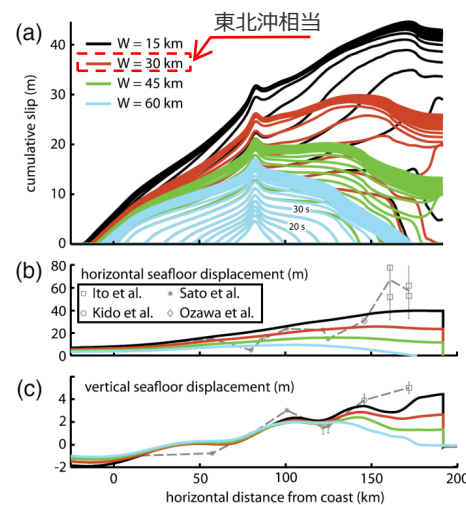 東北沖相当
(a)
W = 15 km
W = 30 km
W = 45 km
W = 60 km
cumulative slip (m)
40
30
20
10
0
30 s
20 s
(b)
horizontal seafloor displacement (m)
80
60
40
20
0
Ito et al. Sato et al.
Kido et al. Ozawa et al.
(c)
vertical seafloor displacement (m)
4
2
0
-2
0 50 100 150 200
horizontal distance from coast (km)